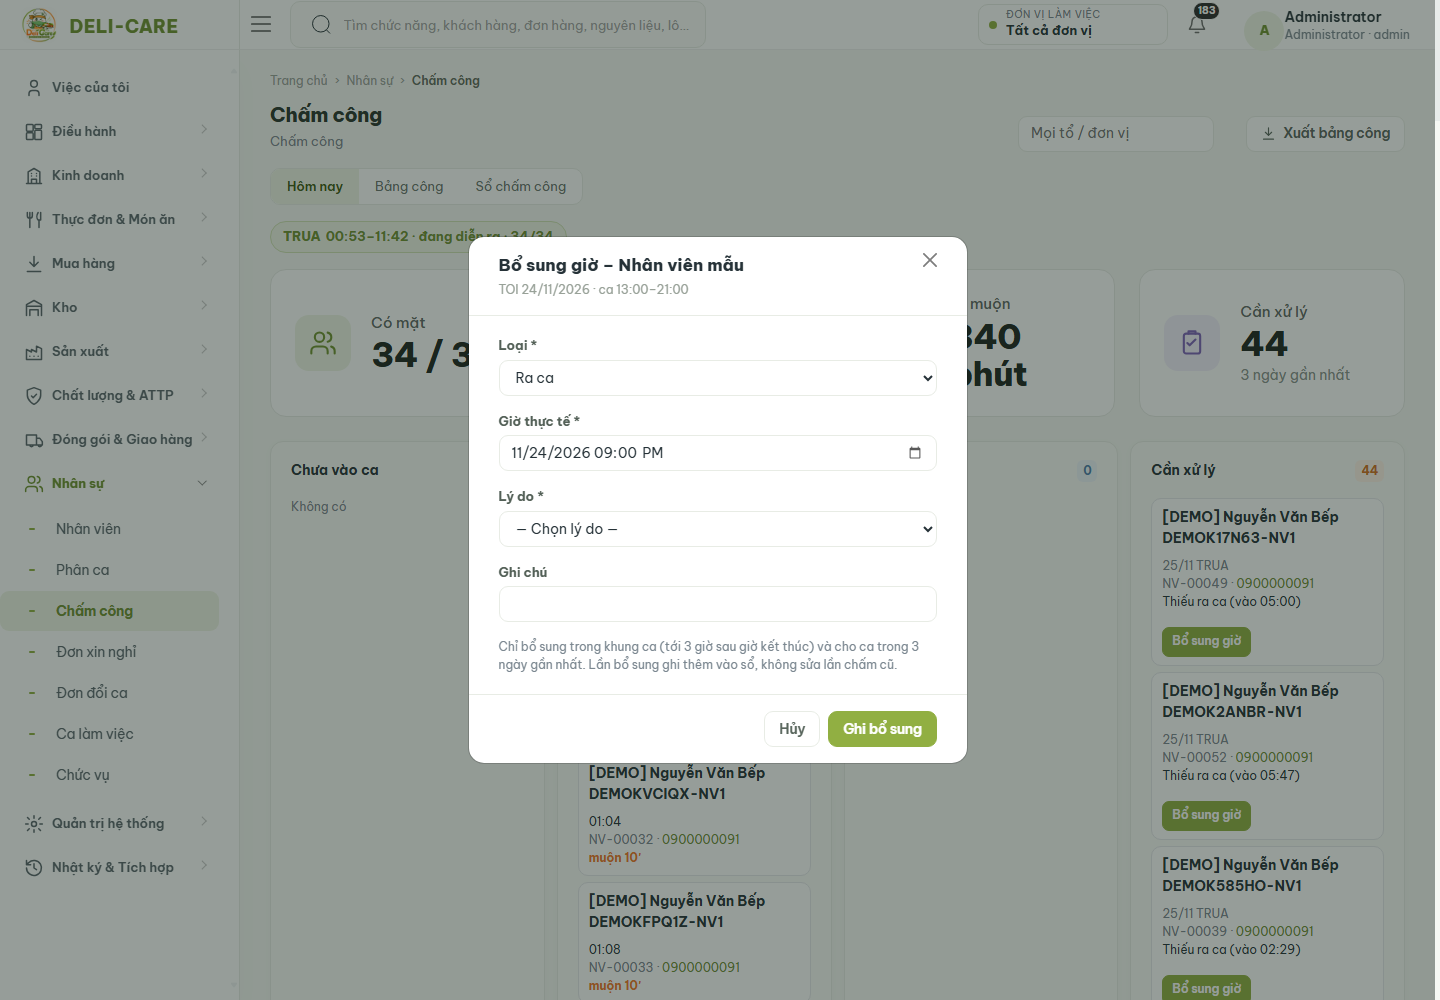 DELI-CARE
Tìm chức năng, khách hàng, đơn hàng, nguyên liệu, lô...
ĐƠN VỊ LÀM VIỆC
Tất cả đơn vị
183
A
Administrator
Administrator · admin
Việc của tôi
Điều hành
Kinh doanh
Thực đơn & Món ăn
Mua hàng
Kho
Sản xuất
Chất lượng & ATTP
Đóng gói & Giao hàng
Nhân sự
Nhân viên
Phân ca
Chấm công
Đơn xin nghỉ
Đơn đổi ca
Ca làm việc
Chức vụ
Quản trị hệ thống
Nhật ký & Tích hợp
Trang chủ › Nhân sự › Chấm công
Chấm công
Chấm công
Mọi tổ / đơn vị
Xuất bảng công
Hôm nay
Bảng công
Sổ chấm công
TRUA 00:53–11:42 · đang diễn ra · 34/34
Có mặt
34 / 3
muộn
340
phút
Cần xử lý
44
3 ngày gần nhất
Chưa vào ca
Không có
[DEMO] Nguyễn Văn Bếp
DEMOKVCIQX-NV1
01:04
NV-00032 · 0900000091
muộn 10'
[DEMO] Nguyễn Văn Bếp
DEMOKFPQ1Z-NV1
01:08
NV-00033 · 0900000091
muộn 10'
0
Cần xử lý
44
[DEMO] Nguyễn Văn Bếp
DEMOK17N63-NV1
25/11 TRUA
NV-00049 · 0900000091
Thiếu ra ca (vào 05:00)
Bổ sung giờ
[DEMO] Nguyễn Văn Bếp
DEMOK2ANBR-NV1
25/11 TRUA
NV-00052 · 0900000091
Thiếu ra ca (vào 05:47)
Bổ sung giờ
[DEMO] Nguyễn Văn Bếp
DEMOK585HO-NV1
25/11 TRUA
NV-00039 · 0900000091
Thiếu ra ca (vào 02:29)
Bổ sung giờ
Bổ sung giờ – Nhân viên mẫu
TOI 24/11/2026 · ca 13:00–21:00
Loại *
Ra ca
Giờ thực tế *
11/24/2026 09:00 PM
Lý do *
— Chọn lý do —
Ghi chú
Chỉ bổ sung trong khung ca (tới 3 giờ sau giờ kết thúc) và cho ca trong 3
ngày gần nhất. Lần bổ sung ghi thêm vào sổ, không sửa lần chấm cũ.
Hủy
Ghi bổ sung